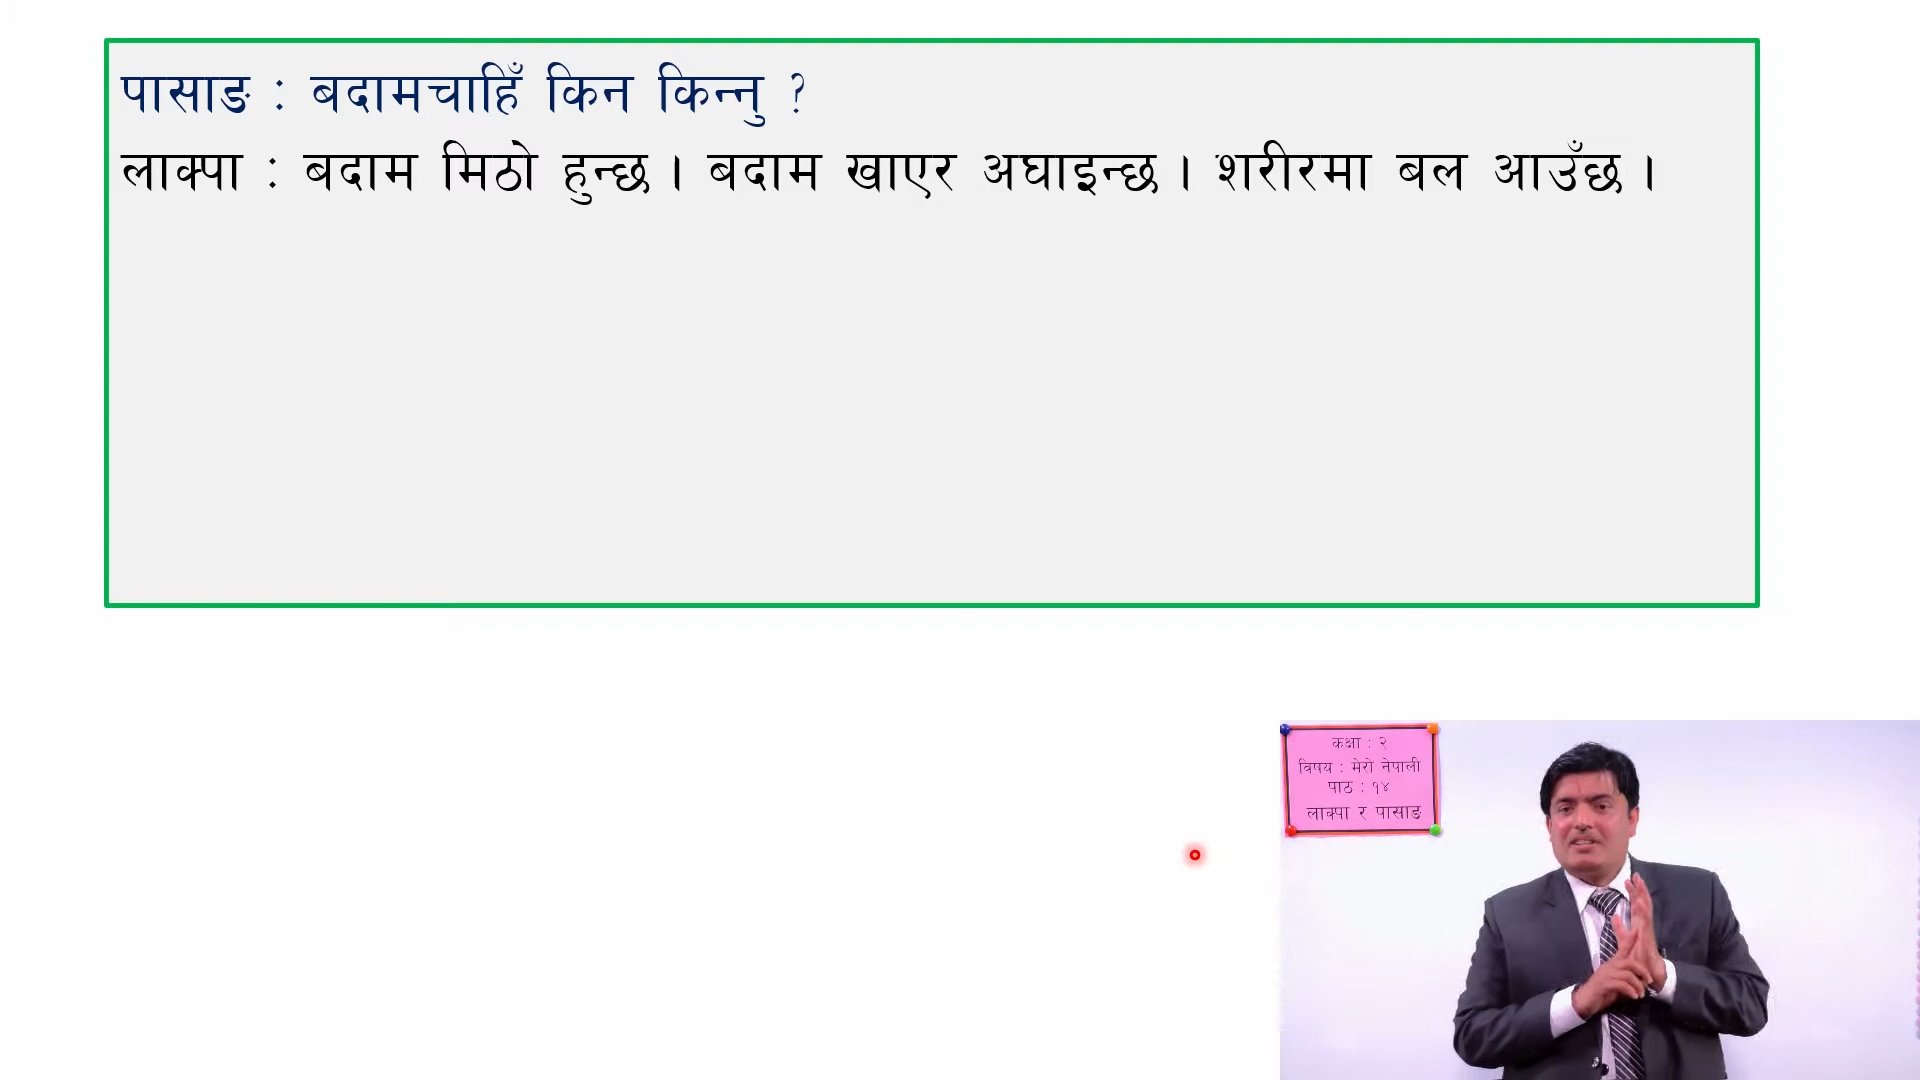 पासाङ : बदामचाहिँ किन किन्नु ?
लाक्पा : बदाम मिठो हुन्छ । बदाम खाएर अघाइन्छ । शरीरमा बल आउँछ ।
कक्षा : २
विषय : मेरो नेपाली
पाठ : १४
लाक्पा र पासाङ